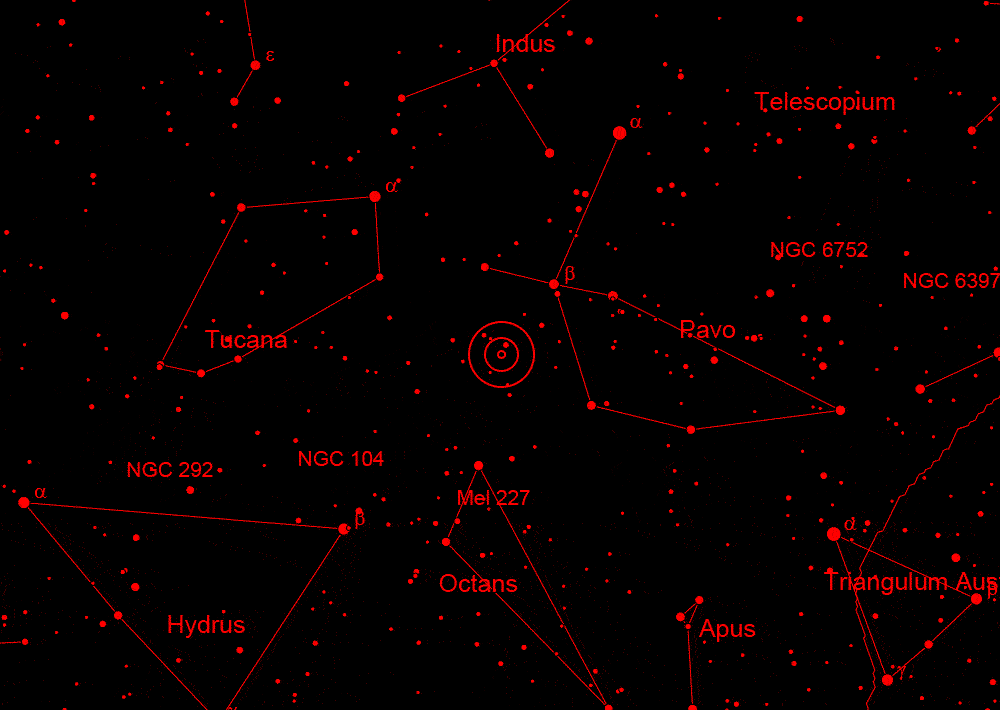 Indus
ε
Telescopium
α
α
NGC 6752
β
NGC 6397
Pavo
Tucana
NGC 104
NGC 292
α
Mel 227
β
α
Octans
Triangulum Aus
β
Hydrus
Apus
γ